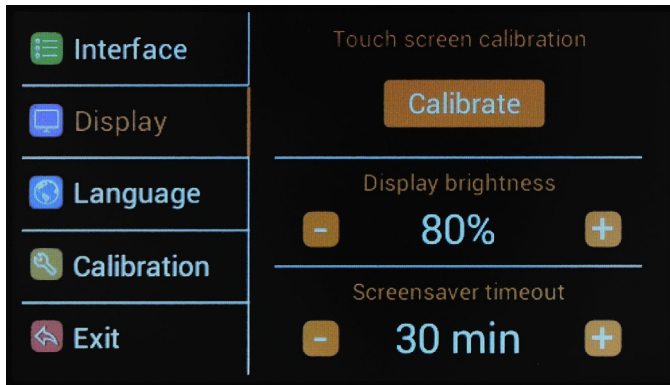 Interface
Display
Language
Calibration
Exit
Touch screen calibration
Calibrate
Display brightness
- 80% +
Screensaver timeout
- 30 min +